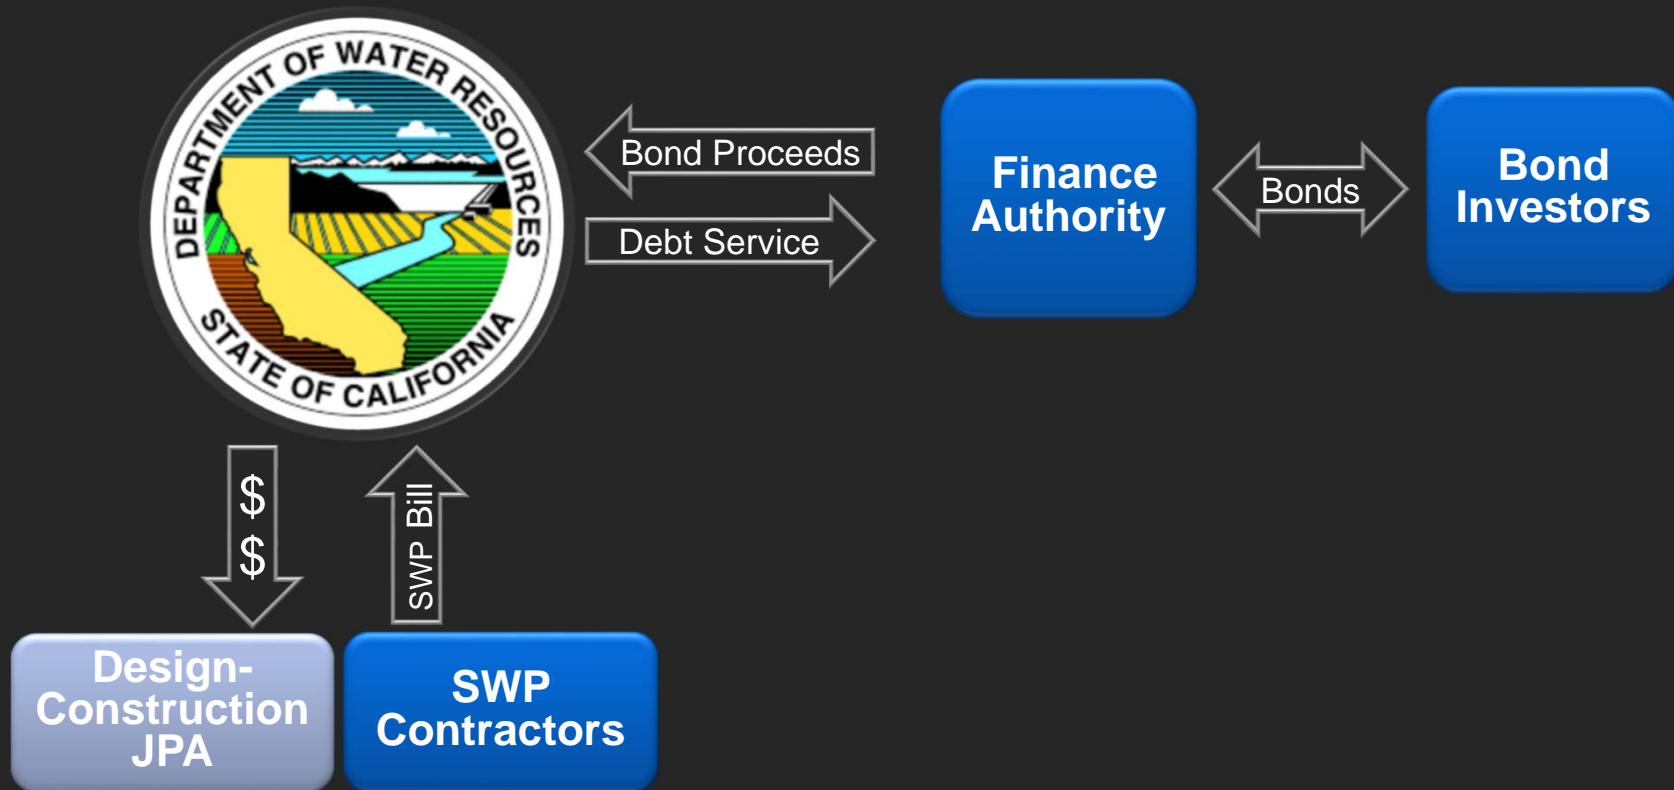 DEPARTMENT OF WATER RESOURCES
STATE OF CALIFORNIA
Bond Proceeds
Debt Service
Finance
Authority
Bonds
Bond
Investors
$
$
SWP Bill
Design-
Construction
JPA
SWP
Contractors